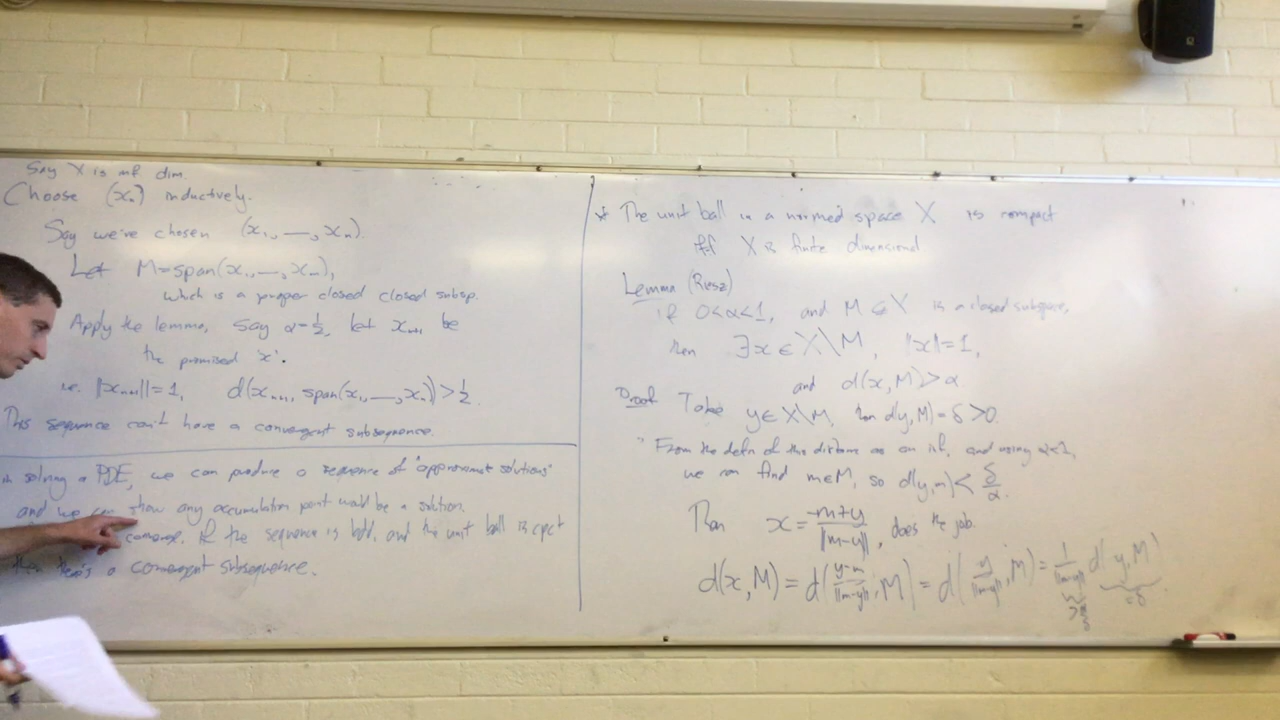 Say X is inf dim.
Choose (xₙ) inductively.
Say we've chosen (x₁, —, xₙ).
Let M=span(x₁, —, xₙ),
which is a proper closed closed subsp.
Apply the lemma, say α=½, let xₙ₊₁ be
the promised 'x'.
i.e. ||xₙ₊₁||=1, d(xₙ₊₁, span(x₁, —, xₙ))>½.
This sequence can't have a convergent subsequence.
in solving a PDE, we can produce a sequence of "approximate solutions"
and we can show any accumulation point would be a solution.
converge. If the sequence is bdd, and the unit ball is cpct
then there's a convergent subsequence.
* The unit ball in a normed space X is compact
iff X is finite dimensional
Lemma (Riesz)
if 0<α<1, and M⊊X is a closed subspace,
then ∃x∈X\M, ||x||=1,
and d(x,M)>α
Proof Take y∈X\M, then d(y,M)=δ>0.
From the defn of the distance as an inf, and using α<1,
we can find m∈M, so d(y,m)<δ/α.
Then x = (-m+y)/||m-y||, does the job.
d(x,M) = d((y-m)/||m-y||, M) = d(y/||m-y||, M) = 1/||m-y|| d(y,M)
=δ